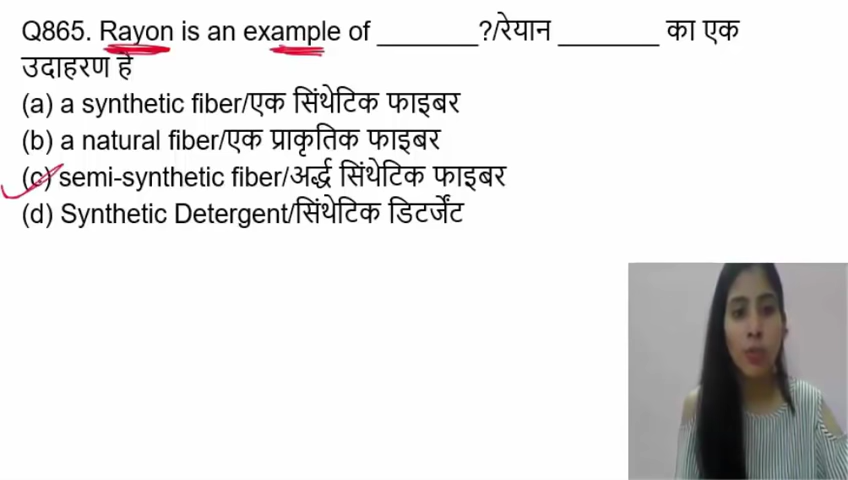 Q865. Rayon is an example of _______?/रेयान _______ का एक
उदाहरण है
(a) a synthetic fiber/एक सिंथेटिक फाइबर
(b) a natural fiber/एक प्राकृतिक फाइबर
(c) semi-synthetic fiber/अर्द्ध सिंथेटिक फाइबर
(d) Synthetic Detergent/सिंथेटिक डिटर्जेंट